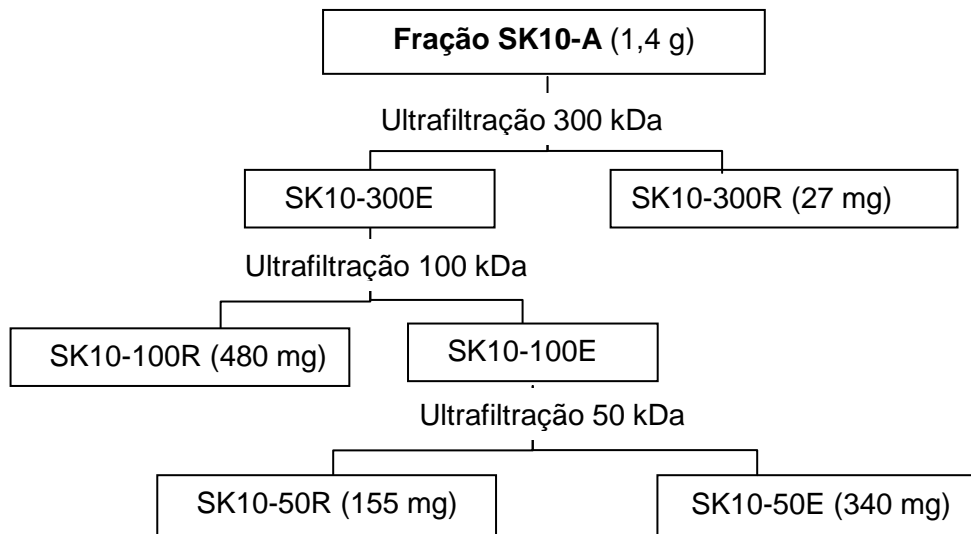 Fração SK10-A (1,4 g)
Ultrafiltração 300 kDa
SK10-300E
SK10-300R (27 mg)
Ultrafiltração 100 kDa
SK10-100R (480 mg)
SK10-100E
Ultrafiltração 50 kDa
SK10-50R (155 mg)
SK10-50E (340 mg)